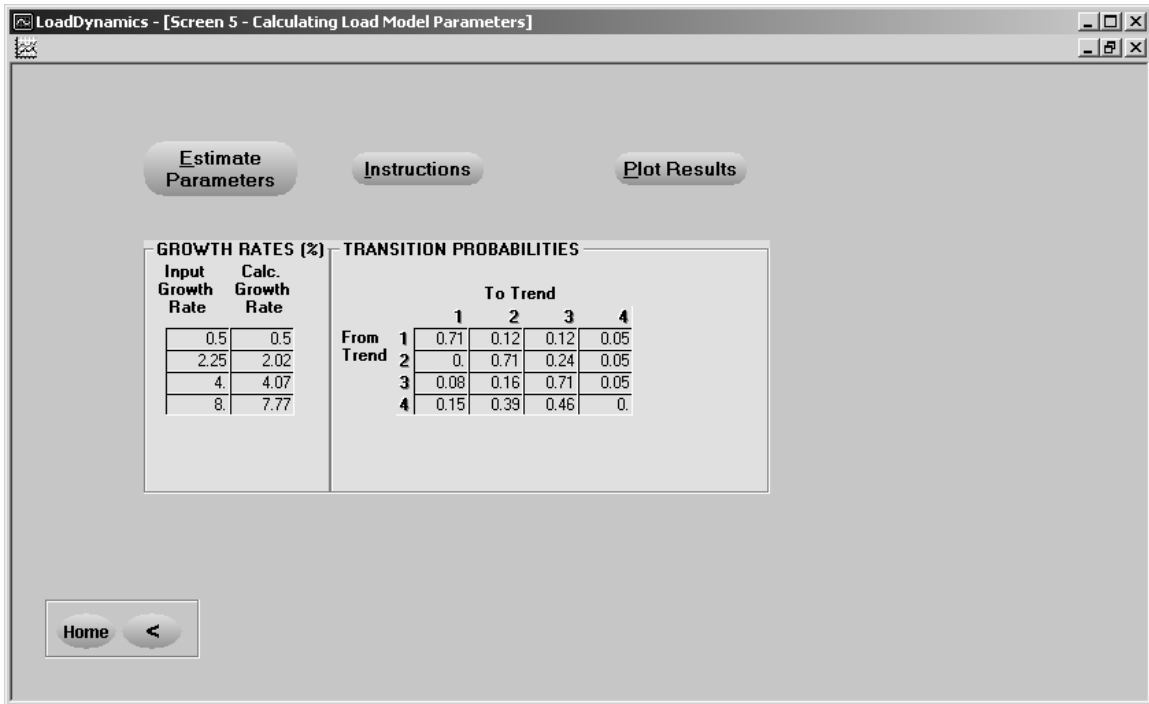 LoadDynamics - [Screen 5 - Calculating Load Model Parameters]
Estimate
Parameters
Instructions
Plot Results
GROWTH RATES (%)
Input Calc.
Growth Growth
Rate Rate
0.5 0.5
2.25 2.02
4. 4.07
8. 7.77
TRANSITION PROBABILITIES
To Trend
1 2 3 4
From 1 0.71 0.12 0.12 0.05
Trend 2 0. 0.71 0.24 0.05
3 0.08 0.16 0.71 0.05
4 0.15 0.39 0.46 0.
Home <